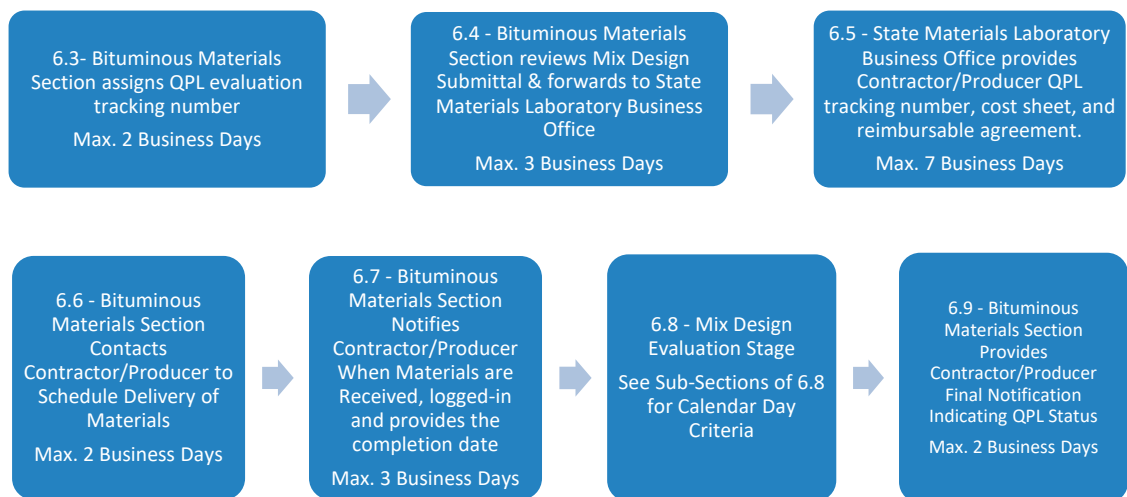 6.3- Bituminous Materials
Section assigns QPL evaluation
tracking number
Max. 2 Business Days
6.4 - Bituminous Materials
Section reviews Mix Design
Submittal & forwards to State
Materials Laboratory Business
Office
Max. 3 Business Days
6.5 - State Materials Laboratory
Business Office provides
Contractor/Producer QPL
tracking number, cost sheet, and
reimbursable agreement.
Max. 7 Business Days
6.6 - Bituminous
Materials Section
Contacts
Contractor/Producer to
Schedule Delivery of
Materials
Max. 2 Business Days
6.7 - Bituminous
Materials Section
Notifies
Contractor/Producer
When Materials are
Received, logged-in
and provides the
completion date
Max. 3 Business Days
6.8 - Mix Design
Evaluation Stage
See Sub-Sections of 6.8
for Calendar Day
Criteria
6.9 - Bituminous
Materials Section
Provides
Contractor/Producer
Final Notification
Indicating QPL Status
Max. 2 Business Days